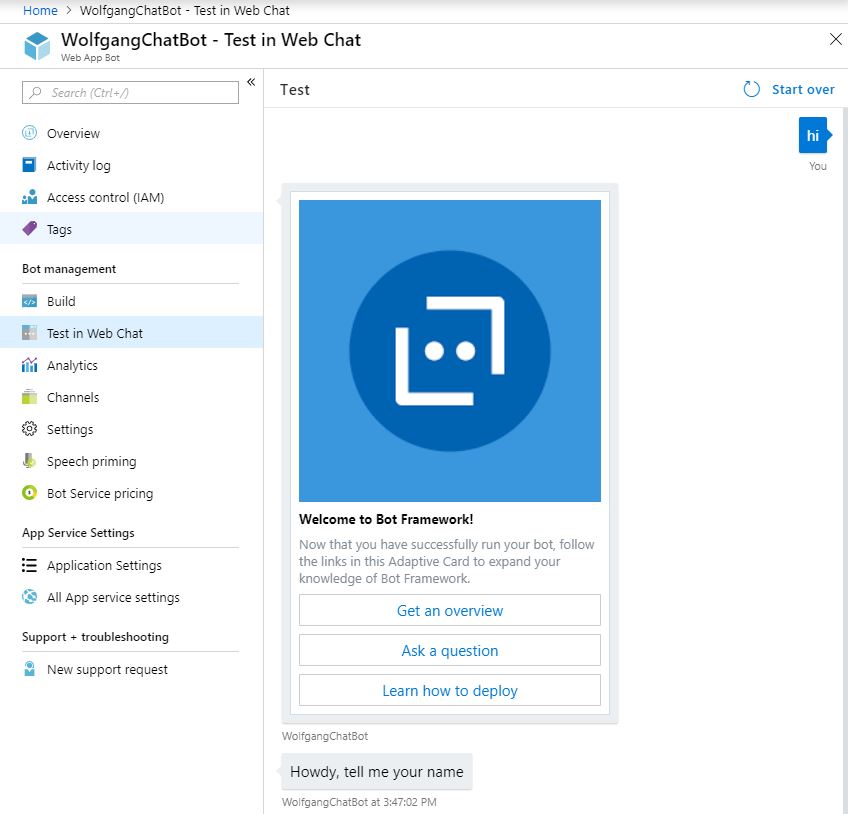 Home > WolfgangChatBot - Test in Web Chat
WolfgangChatBot - Test in Web Chat
Web App Bot
Search (Ctrl+/)
«
Overview
Activity log
Access control (IAM)
Tags
Bot management
Build
Test in Web Chat
Analytics
Channels
Settings
Speech priming
Bot Service pricing
App Service Settings
Application Settings
All App service settings
Support + troubleshooting
New support request
Test
Start over
hi
You
Welcome to Bot Framework!
Now that you have successfully run your bot, follow
the links in this Adaptive Card to expand your
knowledge of Bot Framework.
Get an overview
Ask a question
Learn how to deploy
WolfgangChatBot
Howdy, tell me your name
WolfgangChatBot at 3:47:02 PM